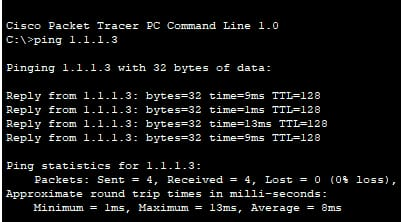 Cisco Packet Tracer PC Command Line 1.0
C:\>ping 1.1.1.3
Pinging 1.1.1.3 with 32 bytes of data:
Reply from 1.1.1.3: bytes=32 time=9ms TTL=128
Reply from 1.1.1.3: bytes=32 time=1ms TTL=128
Reply from 1.1.1.3: bytes=32 time=13ms TTL=128
Reply from 1.1.1.3: bytes=32 time=9ms TTL=128
Ping statistics for 1.1.1.3:
Packets: Sent = 4, Received = 4, Lost = 0 (0% loss),
Approximate round trip times in milli-seconds:
Minimum = 1ms, Maximum = 13ms, Average = 8ms